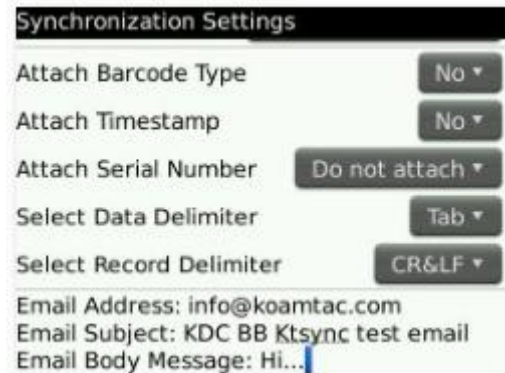 Synchronization Settings
Attach Barcode Type No
Attach Timestamp No
Attach Serial Number Do not attach
Select Data Delimiter Tab
Select Record Delimiter CR&LF
Email Address: info@koamtac.com
Email Subject: KDC BB Ktsync test email
Email Body Message: Hi...